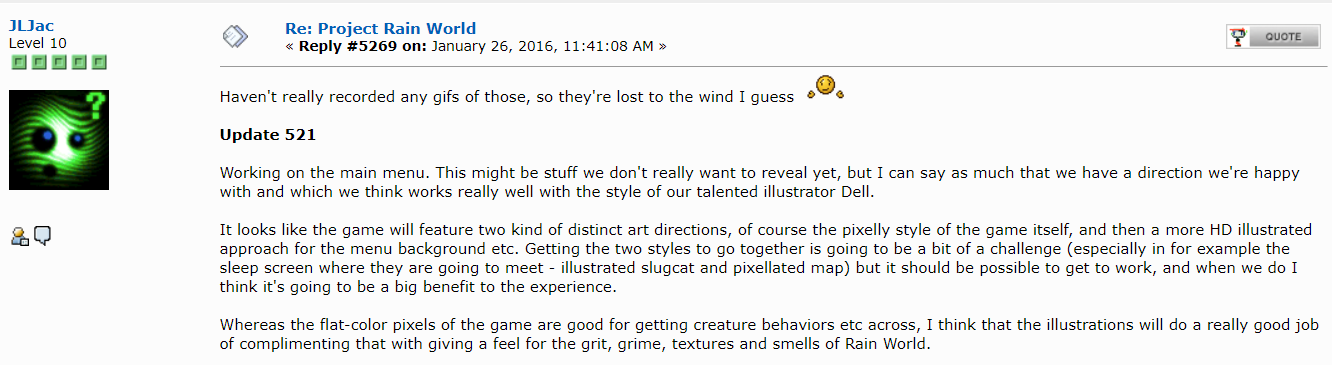 JLJac
Level 10
Re: Project Rain World
« Reply #5269 on: January 26, 2016, 11:41:08 AM »
QUOTE
Haven't really recorded any gifs of those, so they're lost to the wind I guess
Update 521
Working on the main menu. This might be stuff we don't really want to reveal yet, but I can say as much that we have a direction we're happy
with and which we think works really well with the style of our talented illustrator Dell.
It looks like the game will feature two kind of distinct art directions, of course the pixelly style of the game itself, and then a more HD illustrated
approach for the menu background etc. Getting the two styles to go together is going to be a bit of a challenge (especially in for example the
sleep screen where they are going to meet - illustrated slugcat and pixellated map) but it should be possible to get to work, and when we do I
think it's going to be a big benefit to the experience.
Whereas the flat-color pixels of the game are good for getting creature behaviors etc across, I think that the illustrations will do a really good job
of complimenting that with giving a feel for the grit, grime, textures and smells of Rain World.